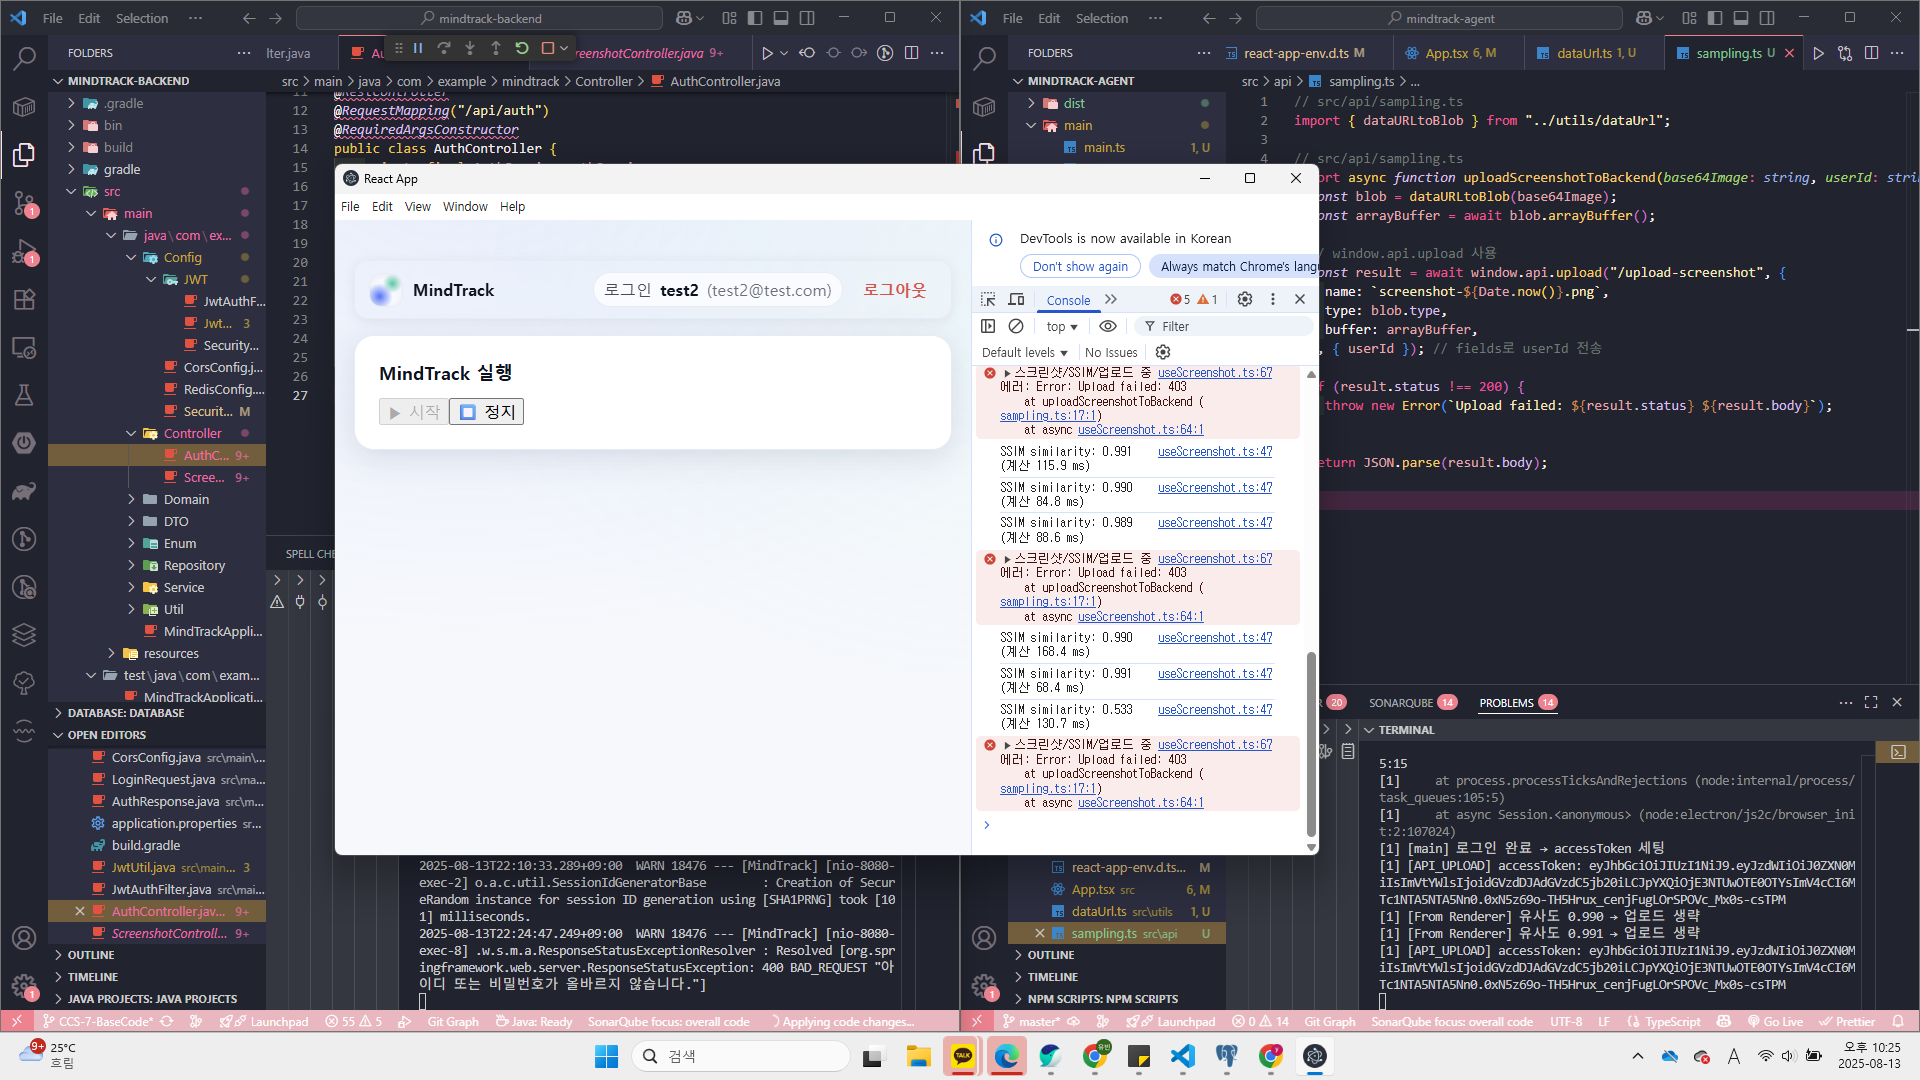 File Edit Selection ··· mindtrack-backend
FOLDERS
MINDTRACK-BACKEND
.gradle
bin
build
gradle
src
main
java\com\ex...
Config
JWT
JwtAuthF...
Jwt... 3
Security...
CorsConfig.j...
RedisConfig....
Securit... M
Controller
AuthC... 9+
Scree... 9+
Domain
DTO
Enum
Repository
Service
Util
MindTrackAppli...
resources
test\java\com\exam...
MindTrackApplicati...
DATABASE: DATABASE
OPEN EDITORS
CorsConfig.java src\main\...
LoginRequest.java src\ma...
AuthResponse.java src\m...
application.properties sr...
build.gradle
JwtUtil.java src\main... 3
JwtAuthFilter.java src\mai...
AuthController.jav... 9+
ScreenshotControll... 9+
OUTLINE
TIMELINE
JAVA PROJECTS: JAVA PROJECTS
lter.java
reenshotController.java 9+
src > main > java > com > example > mindtrack > Controller > AuthController.java
11 @RestController
12 @RequestMapping("/api/auth")
13 @RequiredArgsConstructor
14 public class AuthController {
15
16
17
18
19
20
21
22
23
24
25
26
27
SPELL CHE
React App
File Edit View Window Help
MindTrack
로그인 test2 (test2@test.com)
로그아웃
MindTrack 실행
▶ 시작
정지
DevTools is now available in Korean
Don't show again
Always match Chrome's langu
Console 5 1
top Filter
Default levels No Issues
스크린샷/SSIM/업로드 중 useScreenshot.ts:67
에러: Error: Upload failed: 403
at uploadScreenshotToBackend (
sampling.ts:17:1)
at async useScreenshot.ts:64:1
SSIM similarity: 0.991 useScreenshot.ts:47
(계산 115.9 ms)
SSIM similarity: 0.990 useScreenshot.ts:47
(계산 84.8 ms)
SSIM similarity: 0.989 useScreenshot.ts:47
(계산 88.6 ms)
스크린샷/SSIM/업로드 중 useScreenshot.ts:67
에러: Error: Upload failed: 403
at uploadScreenshotToBackend (
sampling.ts:17:1)
at async useScreenshot.ts:64:1
SSIM similarity: 0.990 useScreenshot.ts:47
(계산 168.4 ms)
SSIM similarity: 0.991 useScreenshot.ts:47
(계산 68.4 ms)
SSIM similarity: 0.533 useScreenshot.ts:47
(계산 130.7 ms)
스크린샷/SSIM/업로드 중 useScreenshot.ts:67
에러: Error: Upload failed: 403
at uploadScreenshotToBackend (
sampling.ts:17:1)
at async useScreenshot.ts:64:1
2025-08-13T22:10:33.289+09:00 WARN 18476 --- [MindTrack] [nio-8080-
exec-2] o.a.c.util.SessionIdGeneratorBase : Creation of Secur
eRandom instance for session ID generation using [SHA1PRNG] took [10
1] milliseconds.
2025-08-13T22:24:47.249+09:00 WARN 18476 --- [MindTrack] [nio-8080-
exec-8] .w.s.m.a.ResponseStatusExceptionResolver : Resolved [org.spr
ingframework.web.server.ResponseStatusException: 400 BAD_REQUEST "아
이디 또는 비밀번호가 올바르지 않습니다."]
CCS-7-BaseCode* Launchpad 55 5 Git Graph Java: Ready SonarQube focus: overall code Applying code changes...
File Edit Selection ··· mindtrack-agent
FOLDERS
MINDTRACK-AGENT
dist
main
main.ts 1, U
react-app-env.d.ts M
App.tsx 6, M
dataUrl.ts 1, U
sampling.ts U
src > api > sampling.ts > ...
1 // src/api/sampling.ts
2 import { dataURLtoBlob } from "../utils/dataUrl";
3
4 // src/api/sampling.ts
ort async function uploadScreenshotToBackend(base64Image: string, userId: strin
onst blob = dataURLtoBlob(base64Image);
onst arrayBuffer = await blob.arrayBuffer();
/ window.api.upload 사용
onst result = await window.api.upload("/upload-screenshot", {
name: `screenshot-${Date.now()}.png`,
type: blob.type,
buffer: arrayBuffer,
, { userId }); // fields로 userId 전송
f (result.status !== 200) {
throw new Error(`Upload failed: ${result.status} ${result.body}`);
eturn JSON.parse(result.body);
20 SONARQUBE 14 PROBLEMS 14
TERMINAL
5:15
[1] at process.processTicksAndRejections (node:internal/process/
task_queues:105:5)
[1] at async Session.<anonymous> (node:electron/js2c/browser_ini
t:2:107024)
[1] [main] 로그인 완료 → accessToken 세팅
[1] [API_UPLOAD] accessToken: eyJhbGciOiJIUzI1NiJ9.eyJzdWIiOiJ0ZXN0M
iIsImVtYWlsIjoidGVzdDJAdGVzdC5jb20iLCJpYXQiOjE3NTUwOTE0OTYsImV4cCI6M
Tc1NTA5NTA5Nn0.0xN5z69o-TH5Hrux_cenjFugLOrSPOVc_Mx0s-csTPM
[1] [From Renderer] 유사도 0.990 → 업로드 생략
[1] [From Renderer] 유사도 0.991 → 업로드 생략
[1] [API_UPLOAD] accessToken: eyJhbGciOiJIUzI1NiJ9.eyJzdWIiOiJ0ZXN0M
iIsImVtYWlsIjoidGVzdDJAdGVzdC5jb20iLCJpYXQiOjE3NTUwOTE0OTYsImV4cCI6M
Tc1NTA5NTA5Nn0.0xN5z69o-TH5Hrux_cenjFugLOrSPOVc_Mx0s-csTPM
react-app-env.d.ts... M
App.tsx src 6, M
dataUrl.ts src\utils 1, U
sampling.ts src\api U
OUTLINE
TIMELINE
NPM SCRIPTS: NPM SCRIPTS
master* Launchpad 0 14 Git Graph SonarQube focus: overall code UTF-8 LF TypeScript Go Live Prettier
9+ 25°C
흐림
검색
오후 10:25
2025-08-13